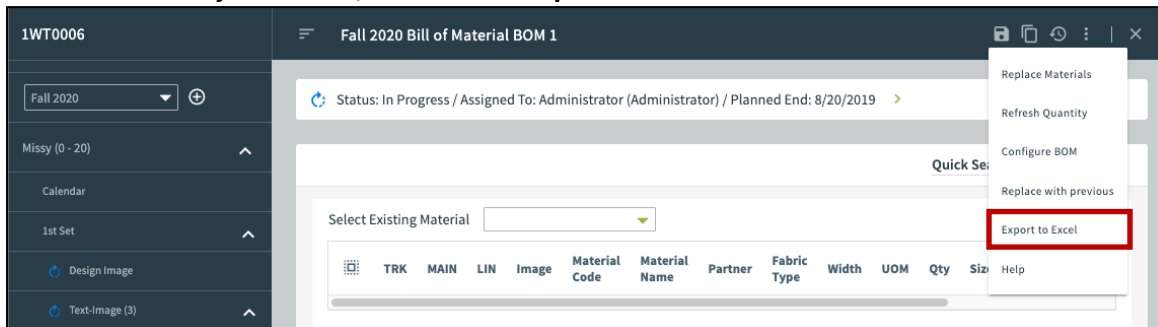 1WT0006
Fall 2020 Bill of Material BOM 1
Fall 2020
Status: In Progress / Assigned To: Administrator (Administrator) / Planned End: 8/20/2019 >
Missy (0 - 20)
Calendar
1st Set
Design Image
Text-Image (3)
Quick Sea
Select Existing Material
TRK MAIN LIN Image Material Code Material Name Partner Fabric Type Width UOM Qty Siz
Replace Materials
Refresh Quantity
Configure BOM
Replace with previous
Export to Excel
Help